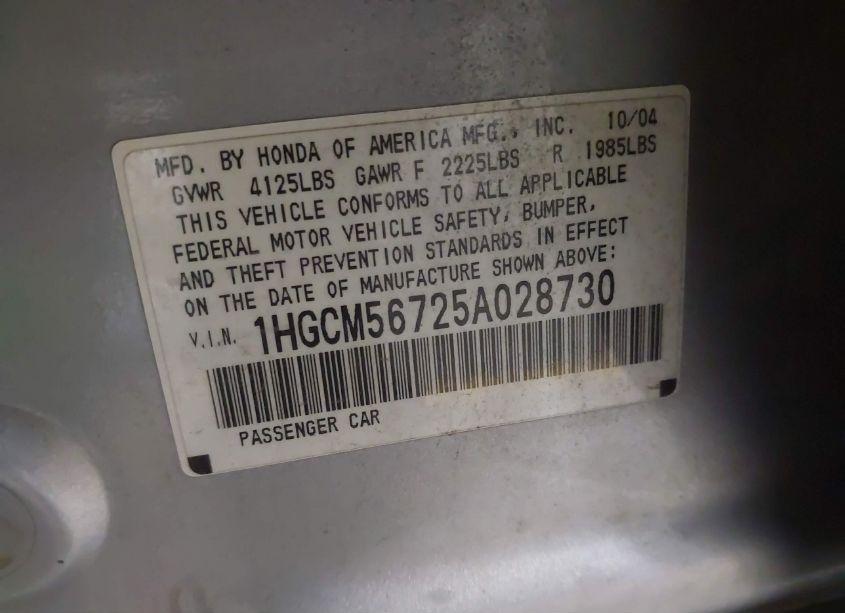 MFD. BY HONDA OF AMERICA MFG., INC. 10/04
GVWR 4125LBS GAWR F 2225LBS R 1985LBS
THIS VEHICLE CONFORMS TO ALL APPLICABLE
FEDERAL MOTOR VEHICLE SAFETY, BUMPER,
AND THEFT PREVENTION STANDARDS IN EFFECT
ON THE DATE OF MANUFACTURE SHOWN ABOVE:
V.I.N. 1HGCM56725A028730
PASSENGER CAR